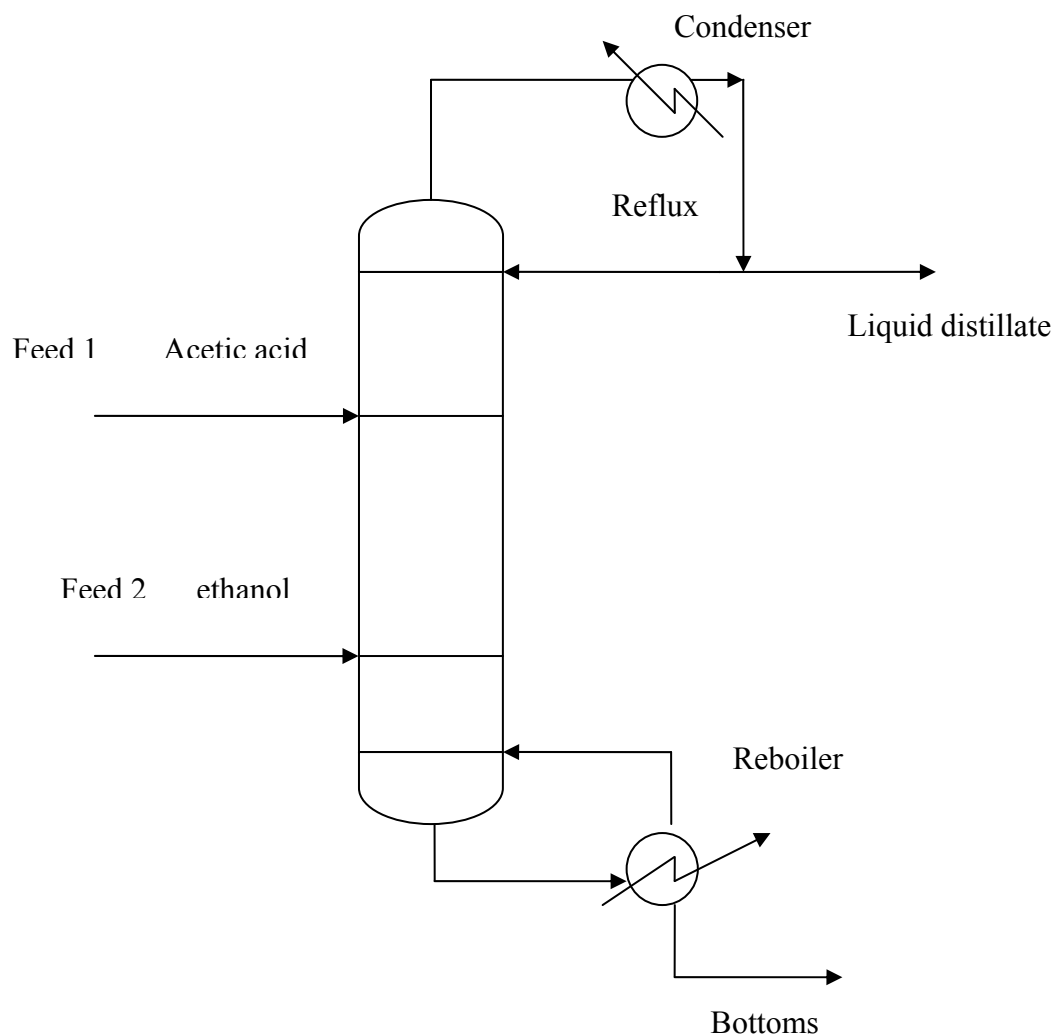 Condenser
Reflux
Liquid distillate
Feed 1 Acetic acid
Feed 2 ethanol
Reboiler
Bottoms